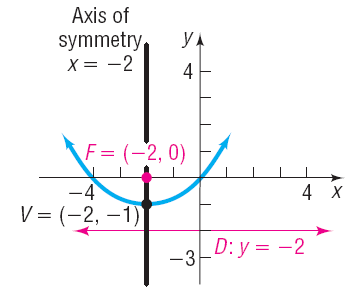 Axis of
symmetry
x = −2
y
4
F = (−2, 0)
−4
4 x
V = (−2, −1)
D: y = −2
−3